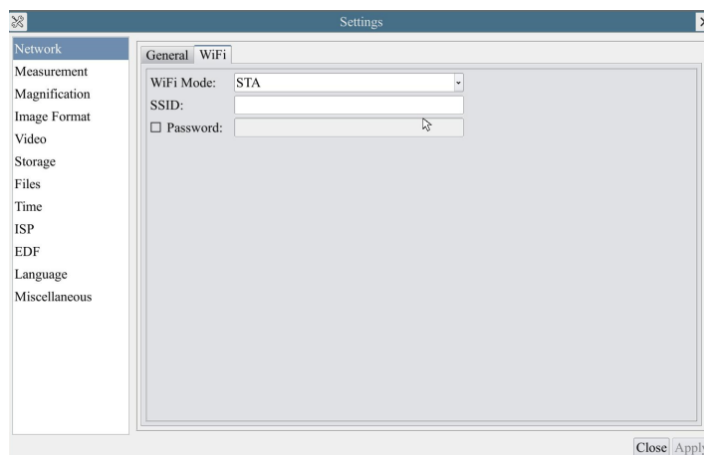 Settings
Network
Measurement
Magnification
Image Format
Video
Storage
Files
Time
ISP
EDF
Language
Miscellaneous
General WiFi
WiFi Mode: STA
SSID:
Password:
Close Apply